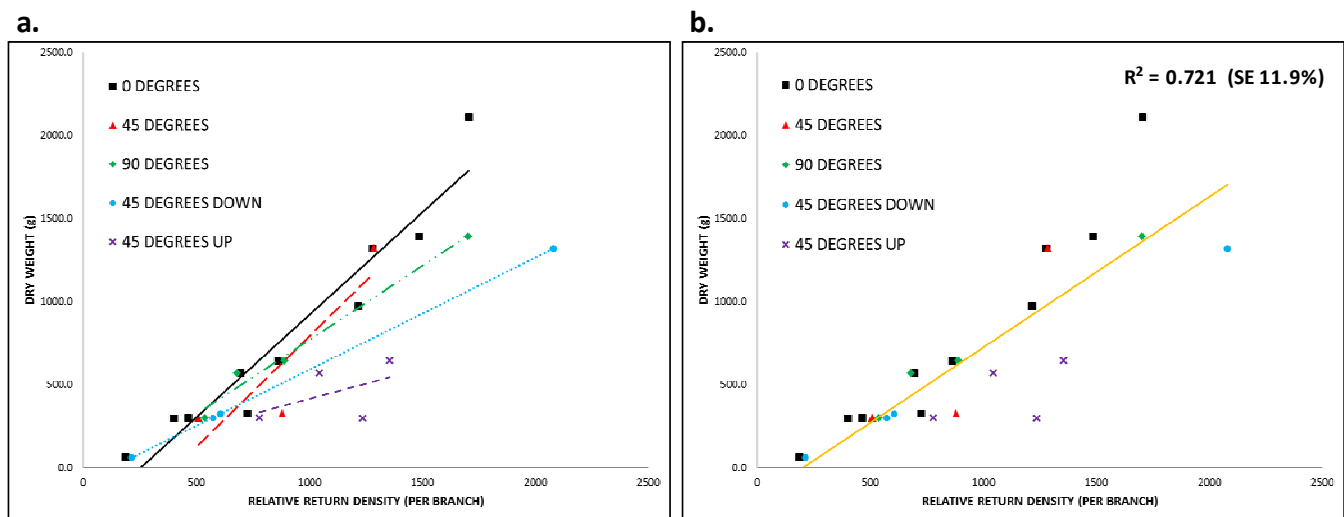 a.
2500.0
2000.0
1500.0
1000.0
500.0
0.0
DRY WEIGHT (g)
0 DEGREES
45 DEGREES
90 DEGREES
45 DEGREES DOWN
45 DEGREES UP
0
500
1000
1500
2000
2500
RELATIVE RETURN DENSITY (PER BRANCH)
b.
2500.0
2000.0
1500.0
1000.0
500.0
0.0
DRY WEIGHT (g)
0 DEGREES
45 DEGREES
90 DEGREES
45 DEGREES DOWN
45 DEGREES UP
R² = 0.721 (SE 11.9%)
0
500
1000
1500
2000
2500
RELATIVE RETURN DENSITY (PER BRANCH)